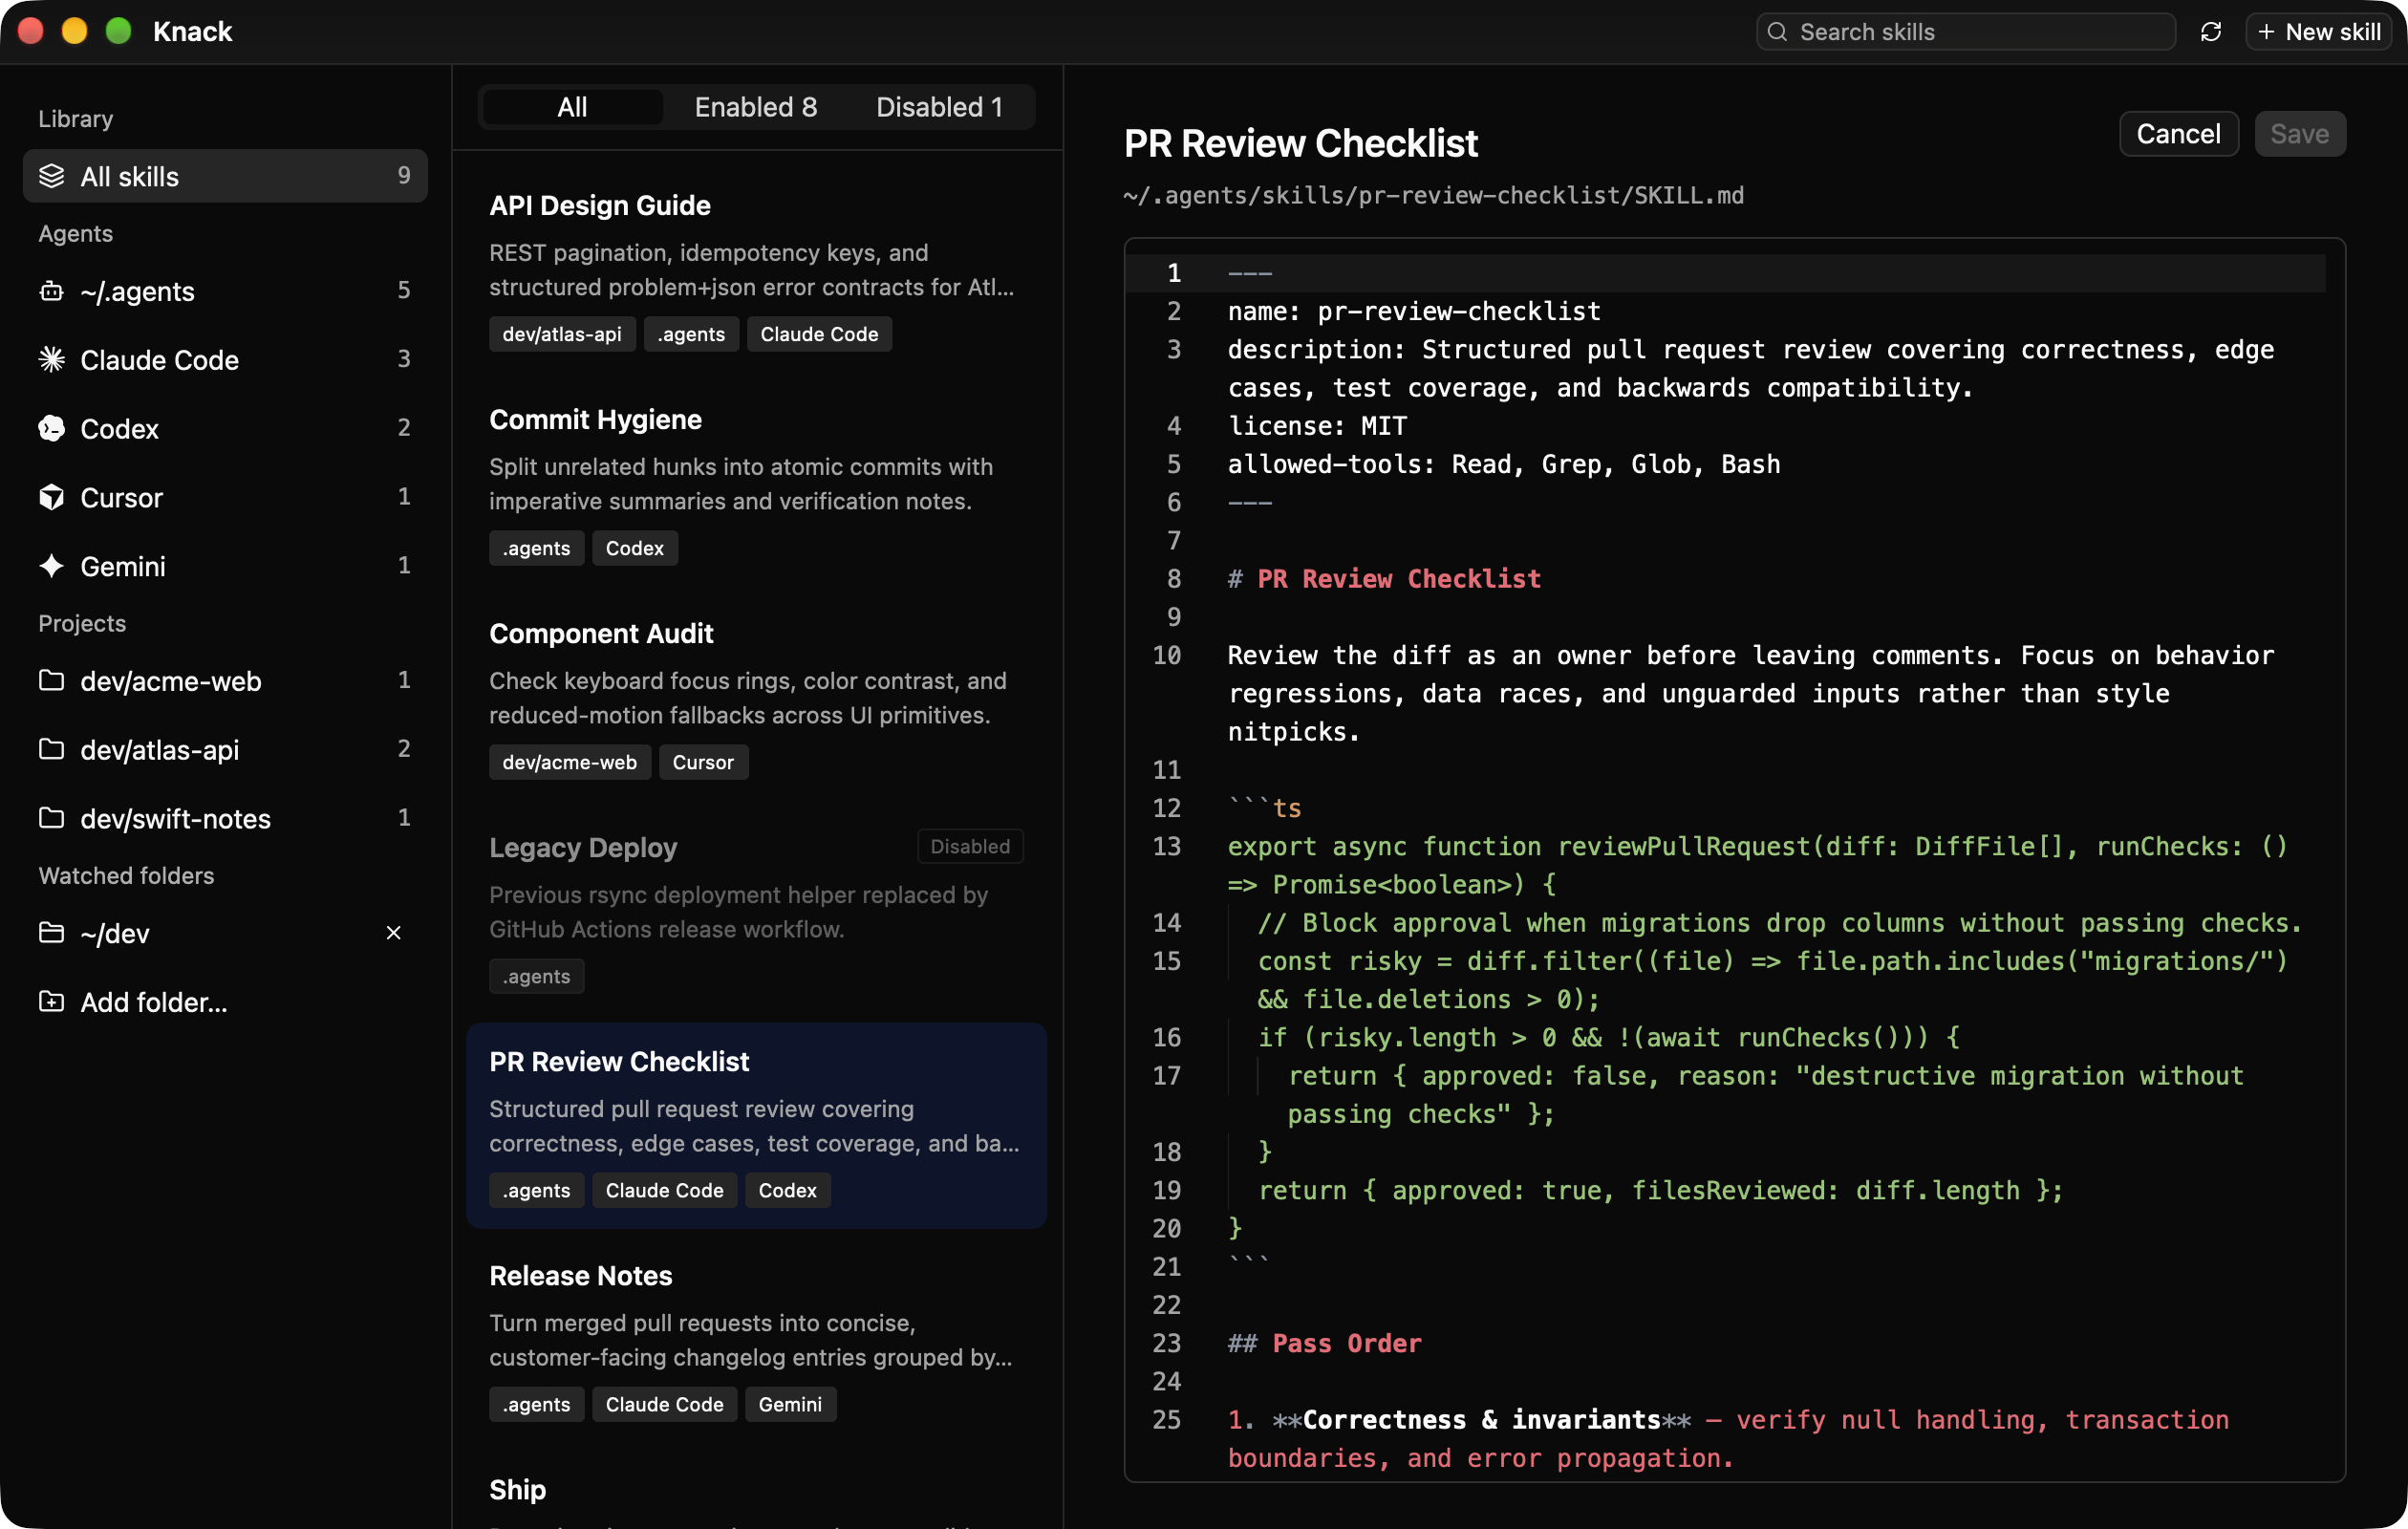 Knack
Search skills
New skill
Library
All skills 9
Agents
~/.agents 5
Claude Code 3
Codex 2
Cursor 1
Gemini 1
Projects
dev/acme-web 1
dev/atlas-api 2
dev/swift-notes 1
Watched folders
~/dev
Add folder...
All Enabled 8 Disabled 1
API Design Guide
REST pagination, idempotency keys, and
structured problem+json error contracts for Atl...
dev/atlas-api .agents Claude Code
Commit Hygiene
Split unrelated hunks into atomic commits with
imperative summaries and verification notes.
.agents Codex
Component Audit
Check keyboard focus rings, color contrast, and
reduced-motion fallbacks across UI primitives.
dev/acme-web Cursor
Legacy Deploy Disabled
Previous rsync deployment helper replaced by
GitHub Actions release workflow.
.agents
PR Review Checklist
Structured pull request review covering
correctness, edge cases, test coverage, and ba...
.agents Claude Code Codex
Release Notes
Turn merged pull requests into concise,
customer-facing changelog entries grouped by...
.agents Claude Code Gemini
Ship
PR Review Checklist
Cancel Save
~/.agents/skills/pr-review-checklist/SKILL.md
1 ---
2 name: pr-review-checklist
3 description: Structured pull request review covering correctness, edge
cases, test coverage, and backwards compatibility.
4 license: MIT
5 allowed-tools: Read, Grep, Glob, Bash
6 ---
7
8 # PR Review Checklist
9
10 Review the diff as an owner before leaving comments. Focus on behavior
regressions, data races, and unguarded inputs rather than style
nitpicks.
11
12 ```ts
13 export async function reviewPullRequest(diff: DiffFile[], runChecks: ()
=> Promise<boolean>) {
14 // Block approval when migrations drop columns without passing checks.
15 const risky = diff.filter((file) => file.path.includes("migrations/")
&& file.deletions > 0);
16 if (risky.length > 0 && !(await runChecks())) {
17 return { approved: false, reason: "destructive migration without
passing checks" };
18 }
19 return { approved: true, filesReviewed: diff.length };
20 }
21 ```
22
23 ## Pass Order
24
25 1. **Correctness & invariants** — verify null handling, transaction
boundaries, and error propagation.